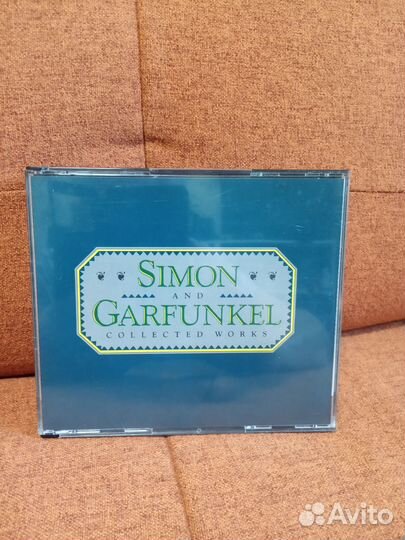 SIMON
AND
GARFUNKEL
COLLECTED WORKS
Avito